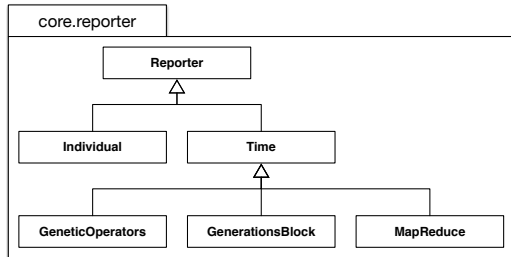 core.reporter
Reporter
Individual
Time
GeneticOperators
GenerationsBlock
MapReduce